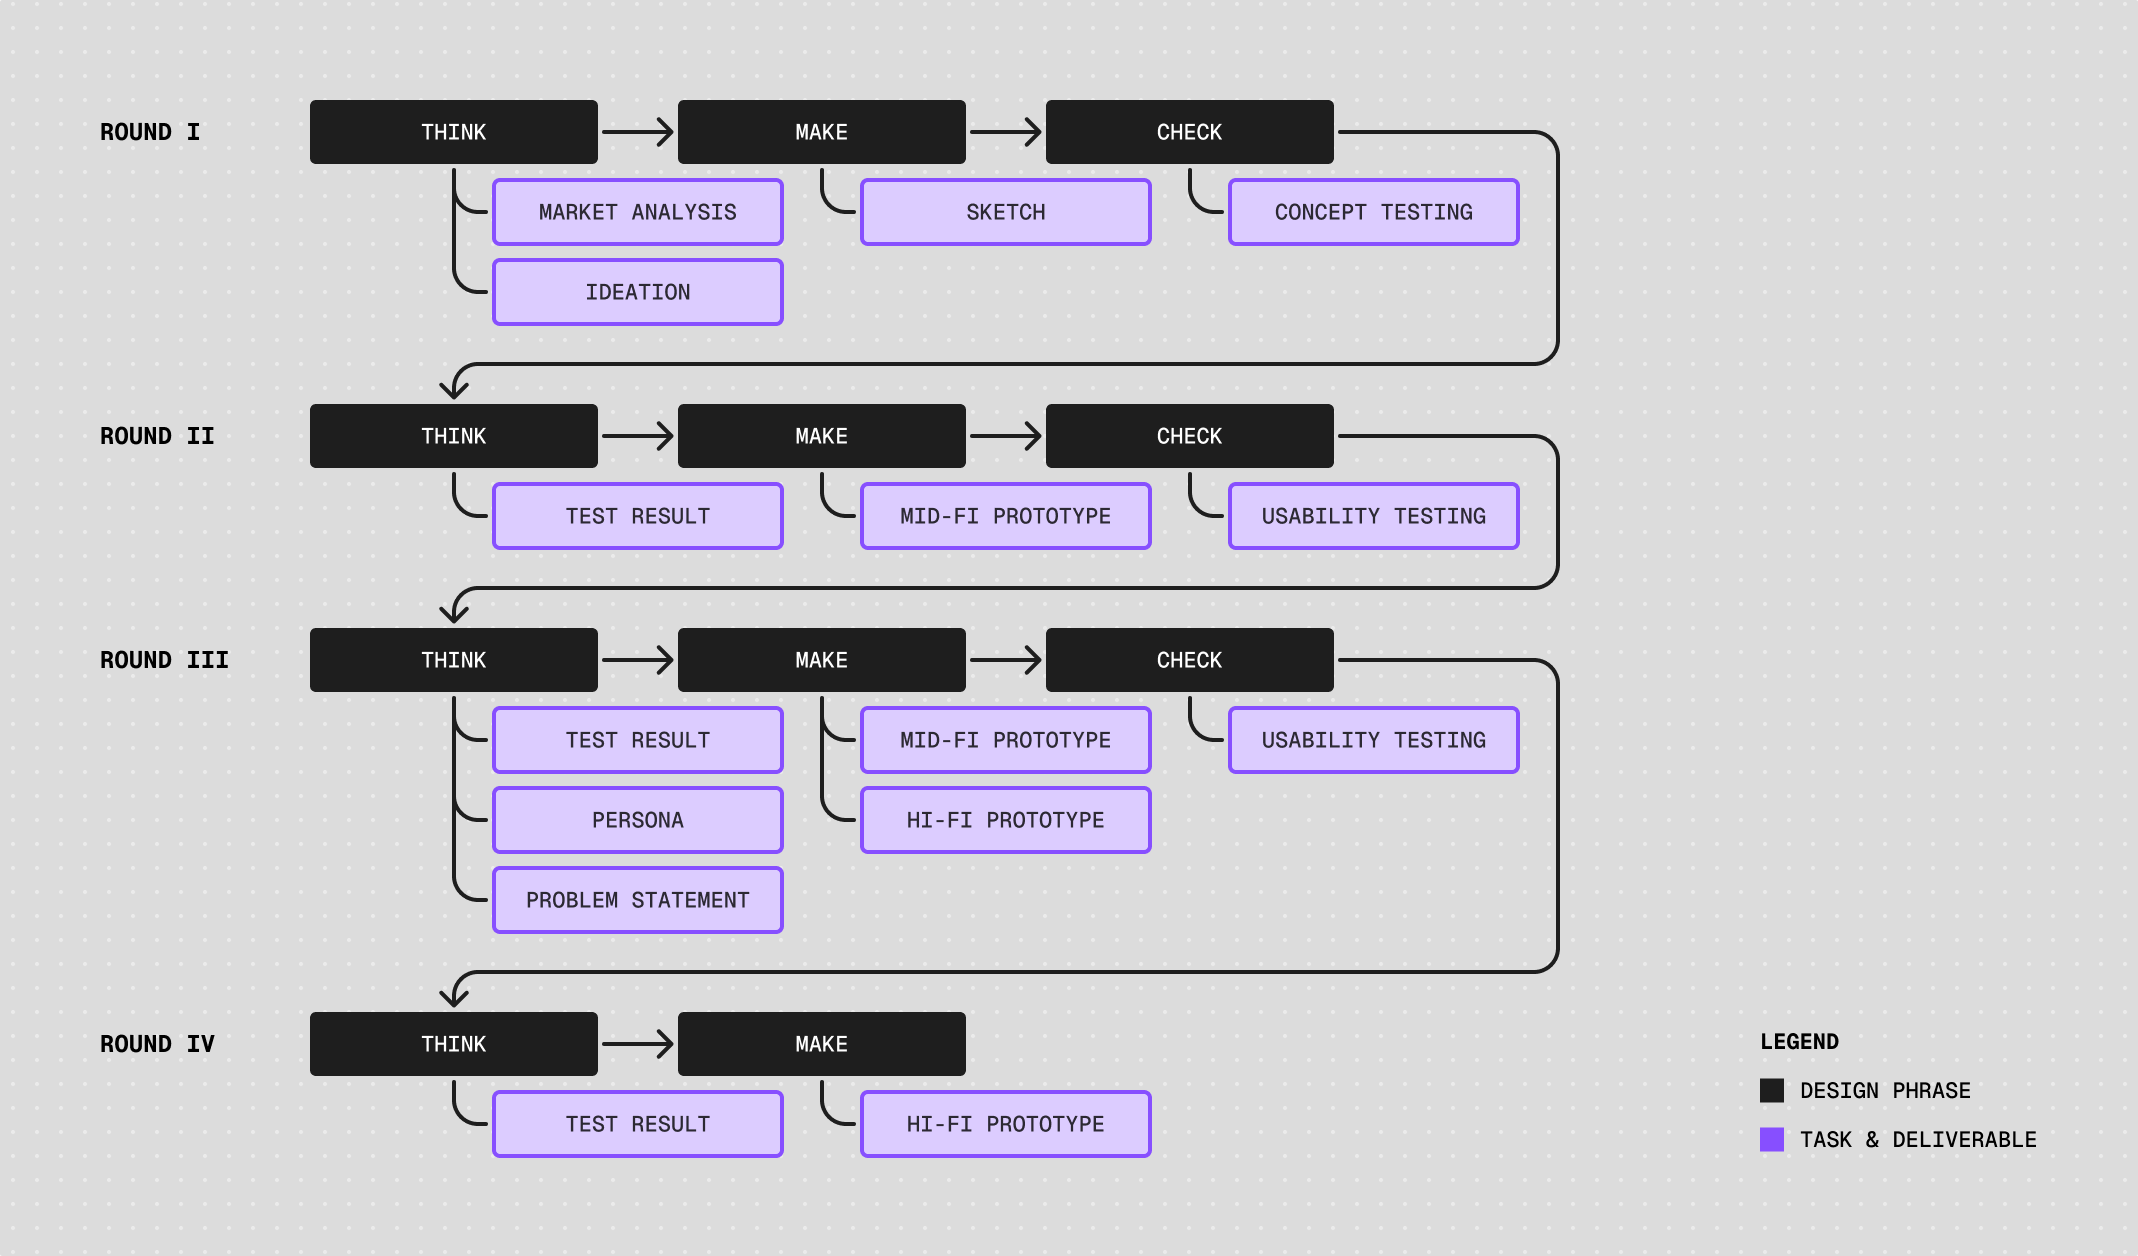 ROUND I
THINK
MAKE
CHECK
MARKET ANALYSIS
SKETCH
CONCEPT TESTING
IDEATION
ROUND II
THINK
MAKE
CHECK
TEST RESULT
MID-FI PROTOTYPE
USABILITY TESTING
ROUND III
THINK
MAKE
CHECK
TEST RESULT
MID-FI PROTOTYPE
USABILITY TESTING
PERSONA
HI-FI PROTOTYPE
PROBLEM STATEMENT
ROUND IV
THINK
MAKE
TEST RESULT
HI-FI PROTOTYPE
LEGEND
DESIGN PHRASE
TASK & DELIVERABLE